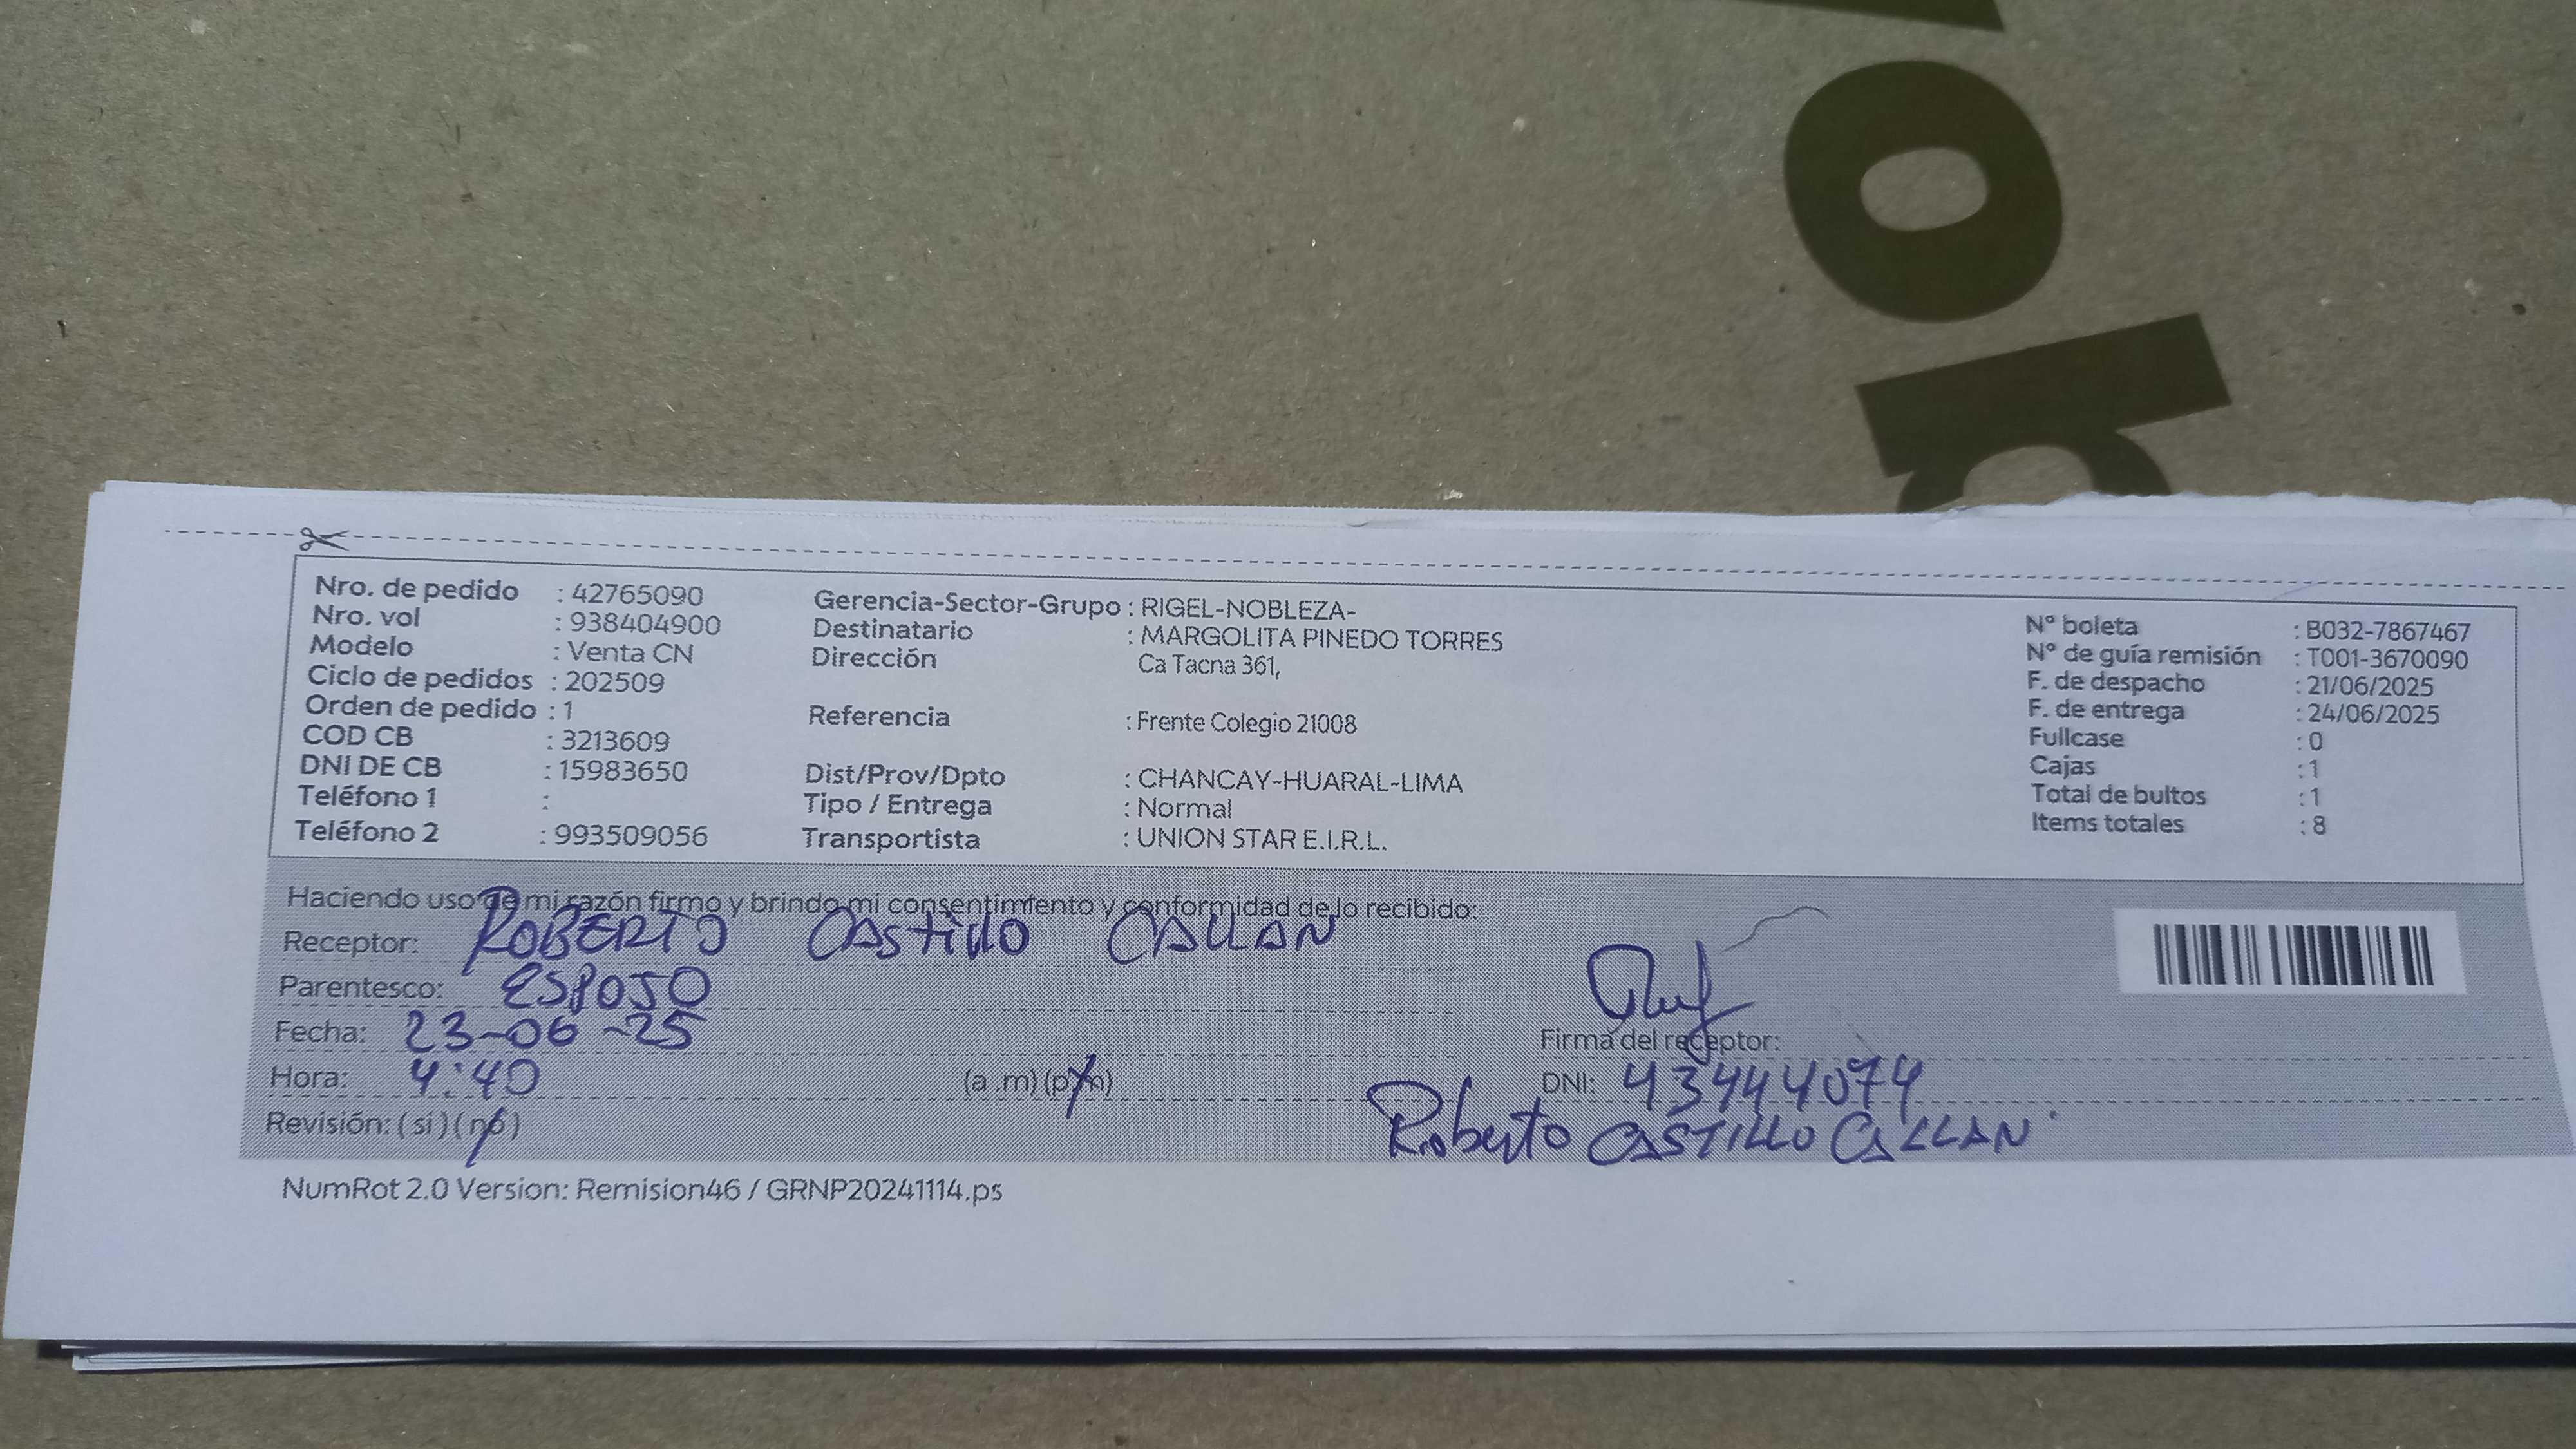 Nro. de pedido : 42765090
Nro. vol : 938404900
Modelo : Venta CN
Ciclo de pedidos : 202509
Orden de pedido : 1
COD CB : 3213609
DNI DE CB : 15983650
Teléfono 1 :
Teléfono 2 : 993509056
Gerencia-Sector-Grupo : RIGEL-NOBLEZA-
Destinatario : MARGOLITA PINEDO TORRES
Dirección Ca Tacna 361,
Referencia : Frente Colegio 21008
Dist/Prov/Dpto : CHANCAY-HUARAL-LIMA
Tipo / Entrega : Normal
Transportista : UNION STAR E.I.R.L.
N° boleta : B032-7867467
N° de guía remisión : T001-3670090
F. de despacho : 21/06/2025
F. de entrega : 24/06/2025
Fullcase : 0
Cajas : 1
Total de bultos : 1
Items totales : 8
Haciendo uso de mi razón firmo y brindo mi consentimiento y conformidad de lo recibido:
Receptor: ROBERTO CAStillo CALLAN
Parentesco: ESPOSO
Fecha: 23-06-25
Hora: 4:40 (a .m) (p.m)
Revisión: ( si ) ( no )
Firma del receptor:
DNI: 43444074
Roberto CASTILLO CALLAN
NumRot 2.0 Version: Remision46 / GRNP20241114.ps